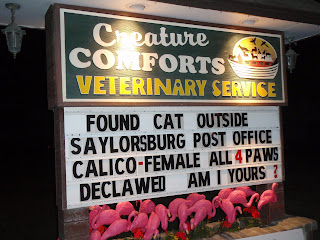 Creature
COMFORTS
VETERINARY SERVICE
FOUND CAT OUTSIDE
SAYLORSBURG POST OFFICE
CALICO-FEMALE ALL 4 PAWS
DECLAWED AM I YOURS ?